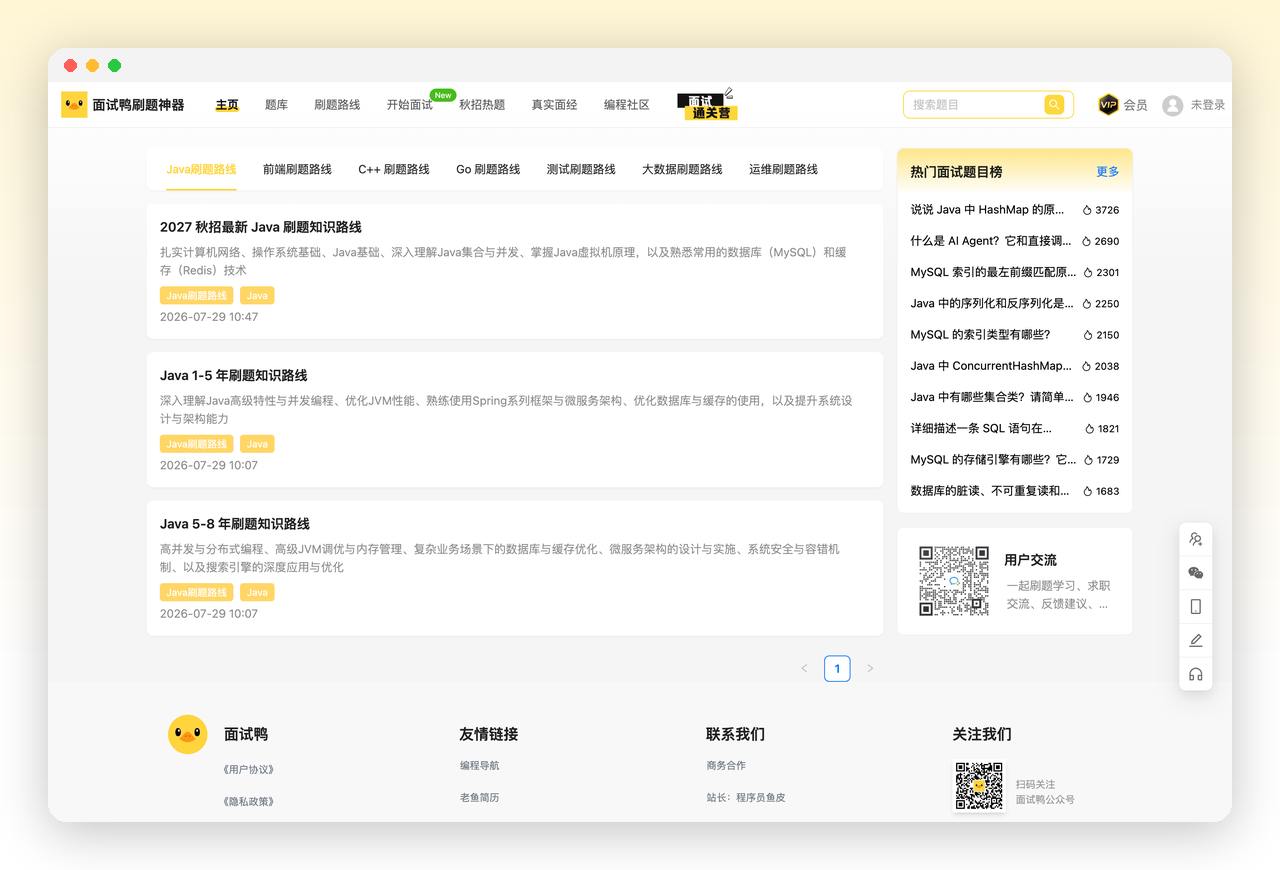 面试鸭刷题神器
主页
题库
刷题路线
开始面试
New
秋招热题
真实面经
编程社区
面试
通关营
搜索题目
VIP
会员
未登录
Java刷题路线
前端刷题路线
C++ 刷题路线
Go 刷题路线
测试刷题路线
大数据刷题路线
运维刷题路线
2027 秋招最新 Java 刷题知识路线
扎实计算机网络、操作系统基础、Java基础、深入理解Java集合与并发、掌握Java虚拟机原理，以及熟悉常用的数据库（MySQL）和缓
存（Redis）技术
Java刷题路线
Java
2026-07-29 10:47
Java 1-5 年刷题知识路线
深入理解Java高级特性与并发编程、优化JVM性能、熟练使用Spring系列框架与微服务架构、优化数据库与缓存的使用，以及提升系统设
计与架构能力
Java刷题路线
Java
2026-07-29 10:07
Java 5-8 年刷题知识路线
高并发与分布式编程、高级JVM调优与内存管理、复杂业务场景下的数据库与缓存优化、微服务架构的设计与实施、系统安全与容错机
制、以及搜索引擎的深度应用与优化
Java刷题路线
Java
2026-07-29 10:07
1
热门面试题目榜
更多
说说 Java 中 HashMap 的原... 3726
什么是 AI Agent？它和直接调... 2690
MySQL 索引的最左前缀匹配原... 2301
Java 中的序列化和反序列化是... 2250
MySQL 的索引类型有哪些? 2150
Java 中 ConcurrentHashMap... 2038
Java 中有哪些集合类？请简单... 1946
详细描述一条 SQL 语句在... 1821
MySQL 的存储引擎有哪些？它... 1729
数据库的脏读、不可重复读和... 1683
用户交流
一起刷题学习、求职
交流、反馈建议、...
面试鸭
《用户协议》
《隐私政策》
友情链接
编程导航
老鱼简历
联系我们
商务合作
站长：程序员鱼皮
关注我们
扫码关注
面试鸭公众号